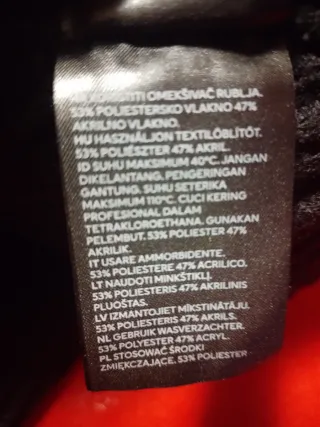 KORISTITI OMEKŠIVAČ RUBLJA.
53% POLIESTERSKO VLAKNO 47%
AKRILNO VLAKNO.
HU HASZNÁLJON TEXTILÖBLÍTŐT.
53% POLIÉSZTER 47% AKRIL.
ID SUHU MAKSIMUM 40°C. JANGAN
DIKELANTANG. PENGERINGAN
GANTUNG. SUHU SETERIKA
MAKSIMUM 110°C. CUCI KERING
PROFESIONAL DALAM
TETRAKLOROETHANA. GUNAKAN
PELEMBUT. 53% POLIESTER 47%
AKRILIK.
IT USARE AMMORBIDENTE.
53% POLIESTERE 47% ACRILICO.
LT NAUDOTI MINKŠTIKLĮ.
53% POLIESTERIS 47% AKRILINIS
PLUOŠTAS.
LV IZMANTOJIET MĪKSTINĀTĀJU.
53% POLIESTERIS 47% AKRILS.
NL GEBRUIK WASVERZACHTER.
53% POLYESTER 47% ACRYL.
PL STOSOWAĆ ŚRODKI
ZMIĘKCZAJĄCE. 53% POLIESTER